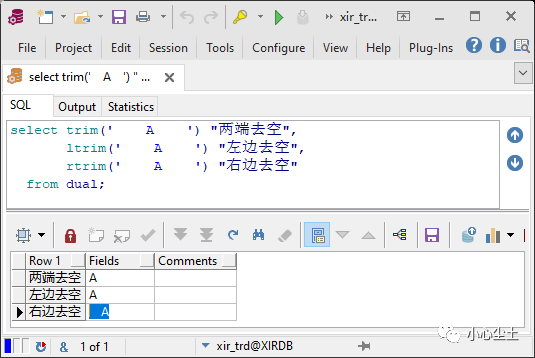 xir_tr...
File Project Edit Session Tools Configure View Help Plug-Ins
select trim('    A    ') " ...
SQL Output Statistics
select trim('    A    ') "两端去空",
       ltrim('    A    ') "左边去空",
       rtrim('    A    ') "右边去空"
  from dual;
Row 1 Fields Comments
两端去空 A
左边去空 A
右边去空     A
& 1 of 1 xir_trd@XIRDB
小心尘土